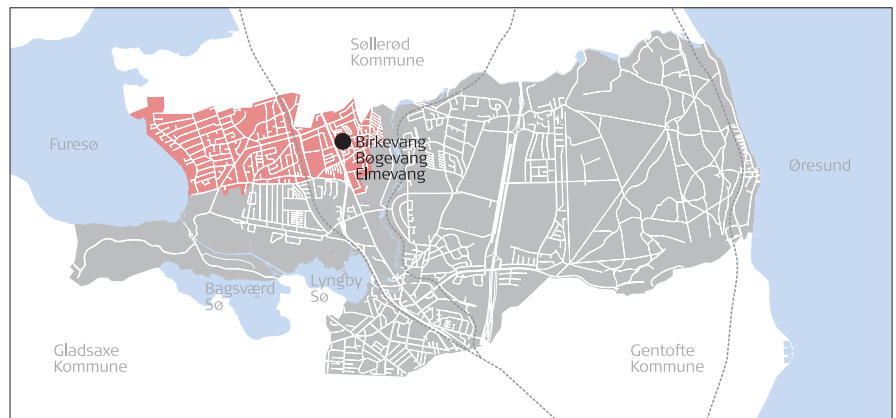 Søllerød
Kommune
Furesø
Birkevang
Bøgevang
Elmevang
Øresund
Bagsværd
Sø
Lyngby
Sø
Gladsaxe
Kommune
Gentofte
Kommune